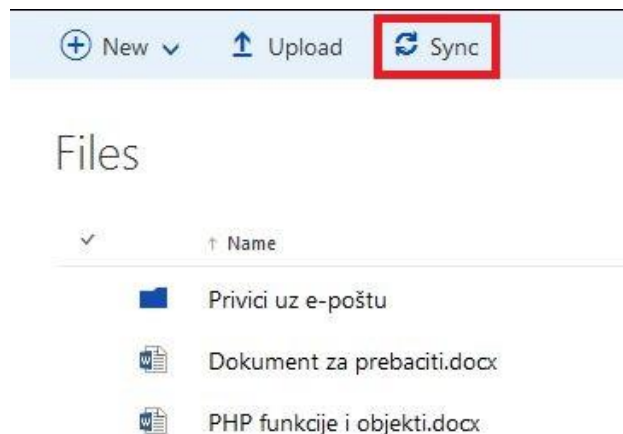 New Upload Sync
Files
Name
Privici uz e-poštu
Dokument za prebaciti.docx
PHP funkcije i objekti.docx